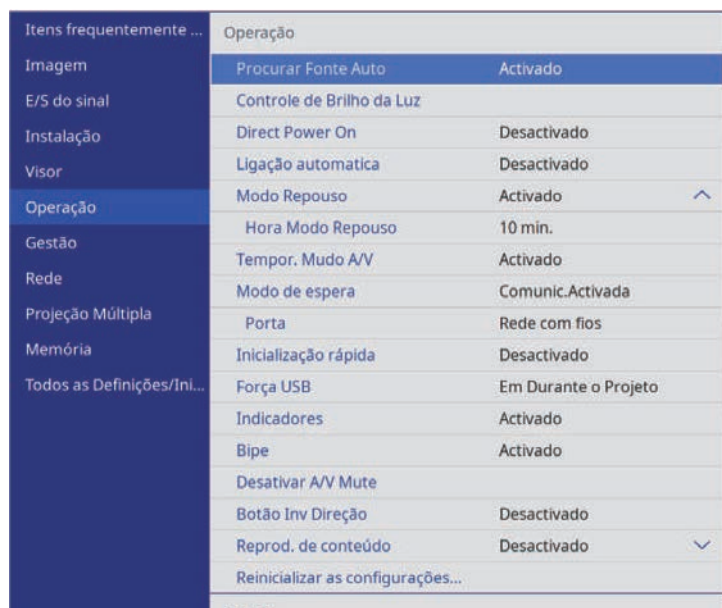 Itens frequentemente ...
Imagem
E/S do sinal
Instalação
Visor
Operação
Gestão
Rede
Projeção Múltipla
Memória
Todos as Definições/Ini...
Operação
Procurar Fonte Auto Activado
Controle de Brilho da Luz
Direct Power On Desactivado
Ligação automatica Desactivado
Modo Repouso Activado
Hora Modo Repouso 10 min.
Tempor. Mudo A/V Activado
Modo de espera Comunic.Activada
Porta Rede com fios
Inicialização rápida Desactivado
Força USB Em Durante o Projeto
Indicadores Activado
Bipe Activado
Desativar A/V Mute
Botão Inv Direção Desactivado
Reprod. de conteúdo Desactivado
Reinicializar as configurações...